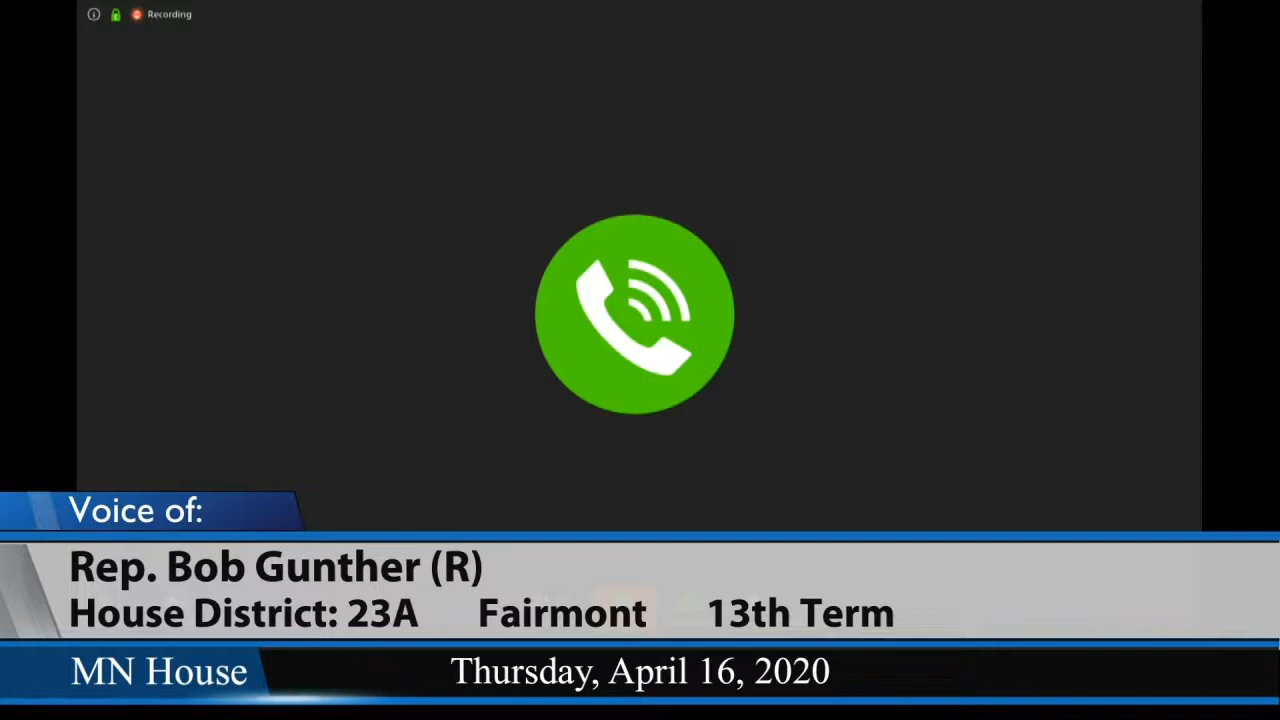 Recording
Voice of:
Rep. Bob Gunther (R)
House District: 23A Fairmont 13th Term
MN House Thursday, April 16, 2020